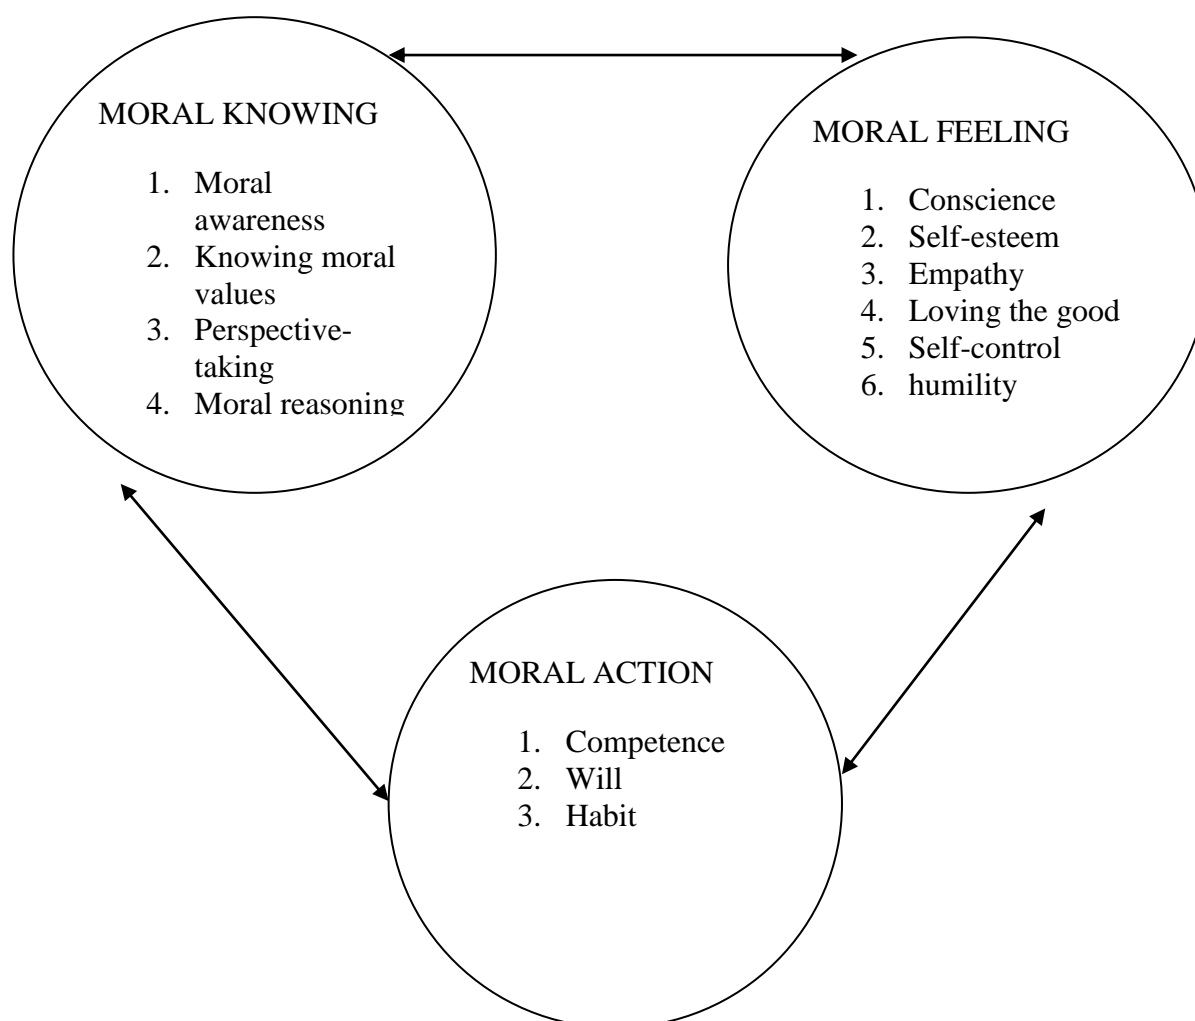 MORAL KNOWING
1. Moral
awareness
2. Knowing moral
values
3. Perspective-
taking
4. Moral reasoning
MORAL FEELING
1. Conscience
2. Self-esteem
3. Empathy
4. Loving the good
5. Self-control
6. humility
MORAL ACTION
1. Competence
2. Will
3. Habit